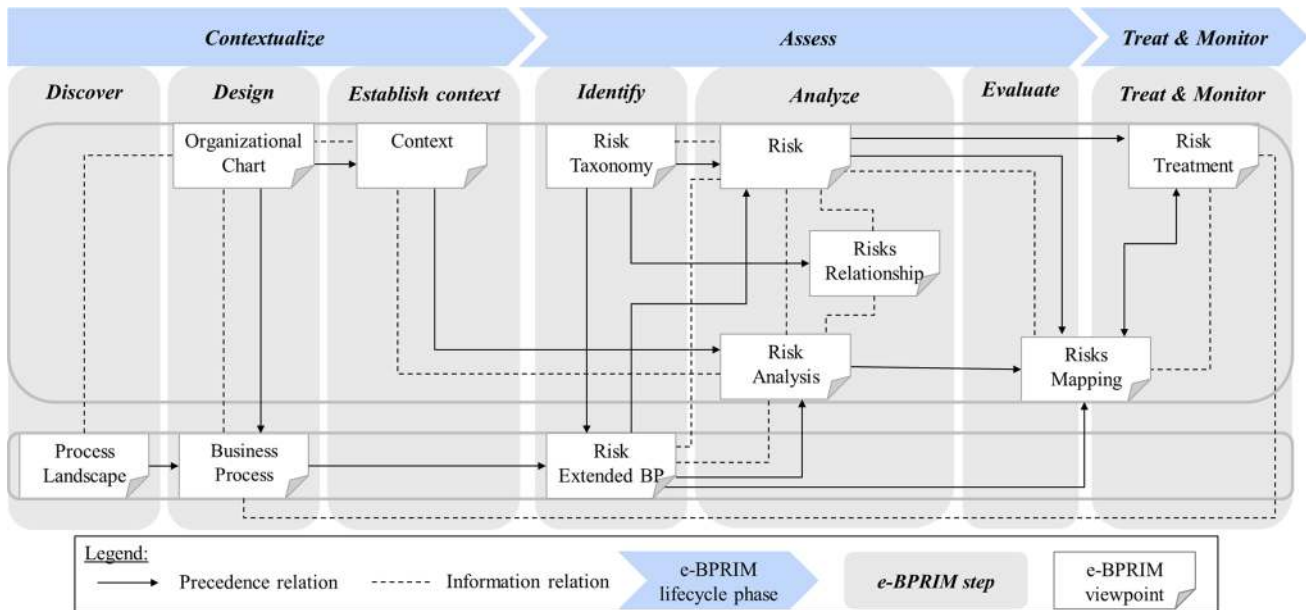 Contextualize
Assess
Treat & Monitor
Discover
Design
Establish context
Identify
Analyze
Evaluate
Treat & Monitor
Organizational
Chart
Context
Risk
Taxonomy
Risk
Risk
Treatment
Risks
Relationship
Risk
Analysis
Risks
Mapping
Process
Landscape
Business
Process
Risk
Extended BP
Legend:
Precedence relation
Information relation
e-BPRIM
lifecycle phase
e-BPRIM step
e-BPRIM
viewpoint